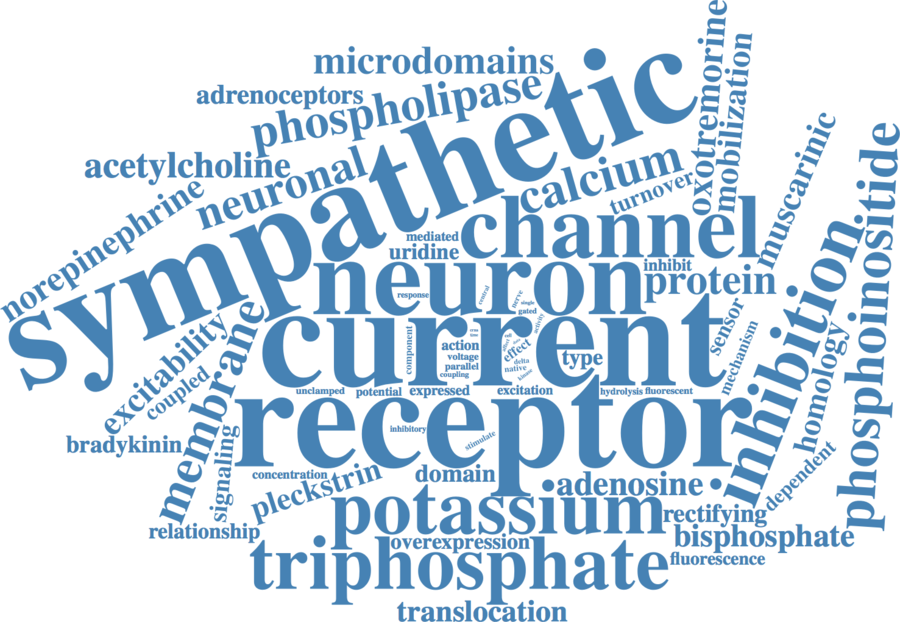 microdomains
adrenoceptors
phospholipase
sympathetic
oxotremorine
mobilization
acetylcholine
neuronal
calcium
turnover
muscarinic
phosphoinositide
norepinephrine
channel
mediated
uridine
neuron
inhibit
protein
inhibition
response
central
nerve
single
gated
current
activity
component
action
voltage
parallel
coupling
effect
delta
native
type
sensor
mechanism
homology
excitability
coupled
membrane
unclamped
potential
expressed
excitation
hydrolysis
fluorescent
receptor
inhibitory
stimulate
bradykinin
signaling
concentration
pleckstrin
domain
adenosine
dependent
relationship
potassium
rectifying
overexpression
bisphosphate
triphosphate
fluorescence
translocation